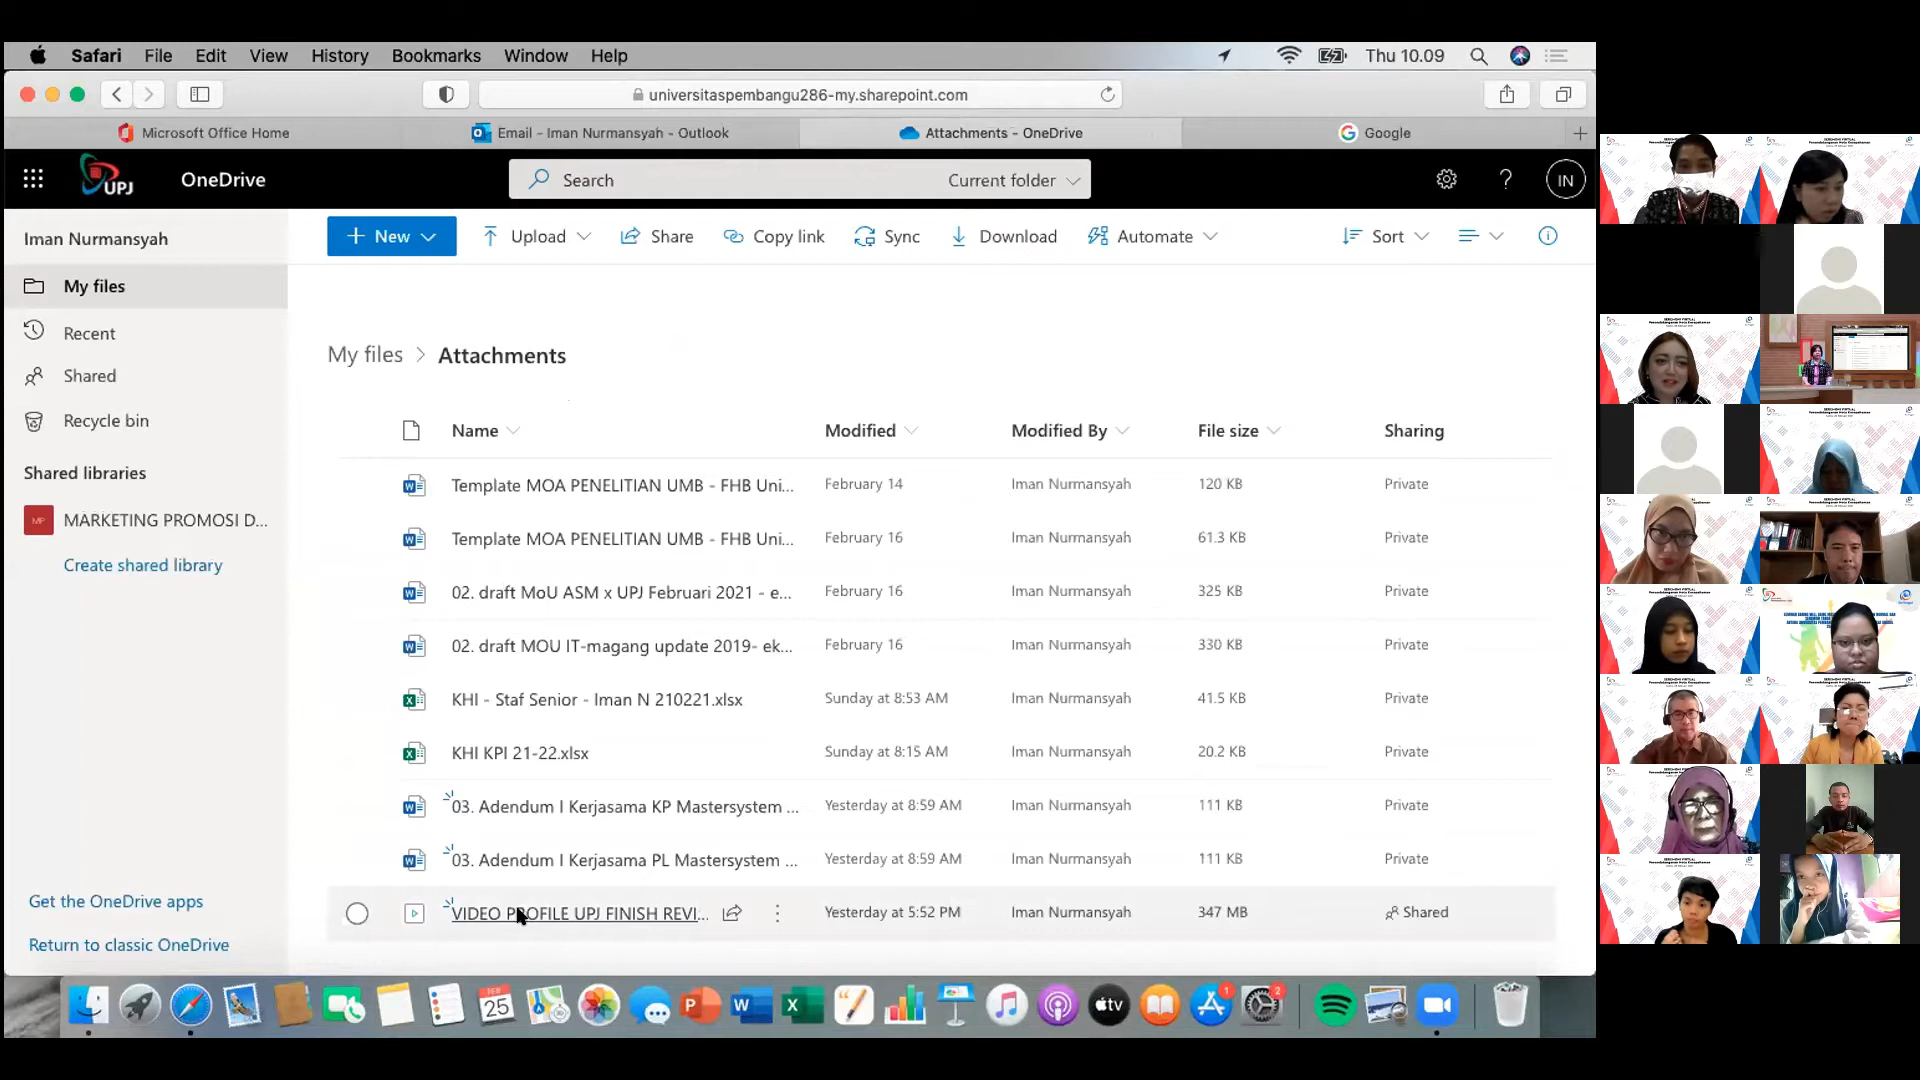 Safari File Edit View History Bookmarks Window Help Thu 10.09
universitaspembangu286-my.sharepoint.com
Microsoft Office Home
Email - Iman Nurmansyah - Outlook
Attachments - OneDrive
Google
UPJ OneDrive
Search
Current folder
IN
Iman Nurmansyah
My files
Recent
Shared
Recycle bin
Shared libraries
MP
MARKETING PROMOSI D...
Create shared library
Get the OneDrive apps
Return to classic OneDrive
+ New
Upload
Share
Copy link
Sync
Download
Automate
Sort
My files > Attachments
Name Modified Modified By File size Sharing
Template MOA PENELITIAN UMB - FHB Uni... February 14 Iman Nurmansyah 120 KB Private
Template MOA PENELITIAN UMB - FHB Uni... February 16 Iman Nurmansyah 61.3 KB Private
02. draft MoU ASM x UPJ Februari 2021 - e... February 16 Iman Nurmansyah 325 KB Private
02. draft MOU IT-magang update 2019- ek... February 16 Iman Nurmansyah 330 KB Private
KHI - Staf Senior - Iman N 210221.xlsx Sunday at 8:53 AM Iman Nurmansyah 41.5 KB Private
KHI KPI 21-22.xlsx Sunday at 8:15 AM Iman Nurmansyah 20.2 KB Private
03. Adendum I Kerjasama KP Mastersystem ... Yesterday at 8:59 AM Iman Nurmansyah 111 KB Private
03. Adendum I Kerjasama PL Mastersystem ... Yesterday at 8:59 AM Iman Nurmansyah 111 KB Private
VIDEO PROFILE UPJ FINISH REVI... Yesterday at 5:52 PM Iman Nurmansyah 347 MB Shared
FEB
25
tv
1
2